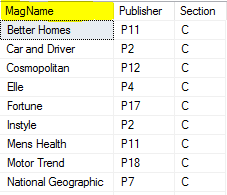 MagName Publisher Section
Better Homes P11 C
Car and Driver P2 C
Cosmopolitan P12 C
Elle P4 C
Fortune P17 C
Instyle P2 C
Mens Health P11 C
Motor Trend P18 C
National Geographic P7 C